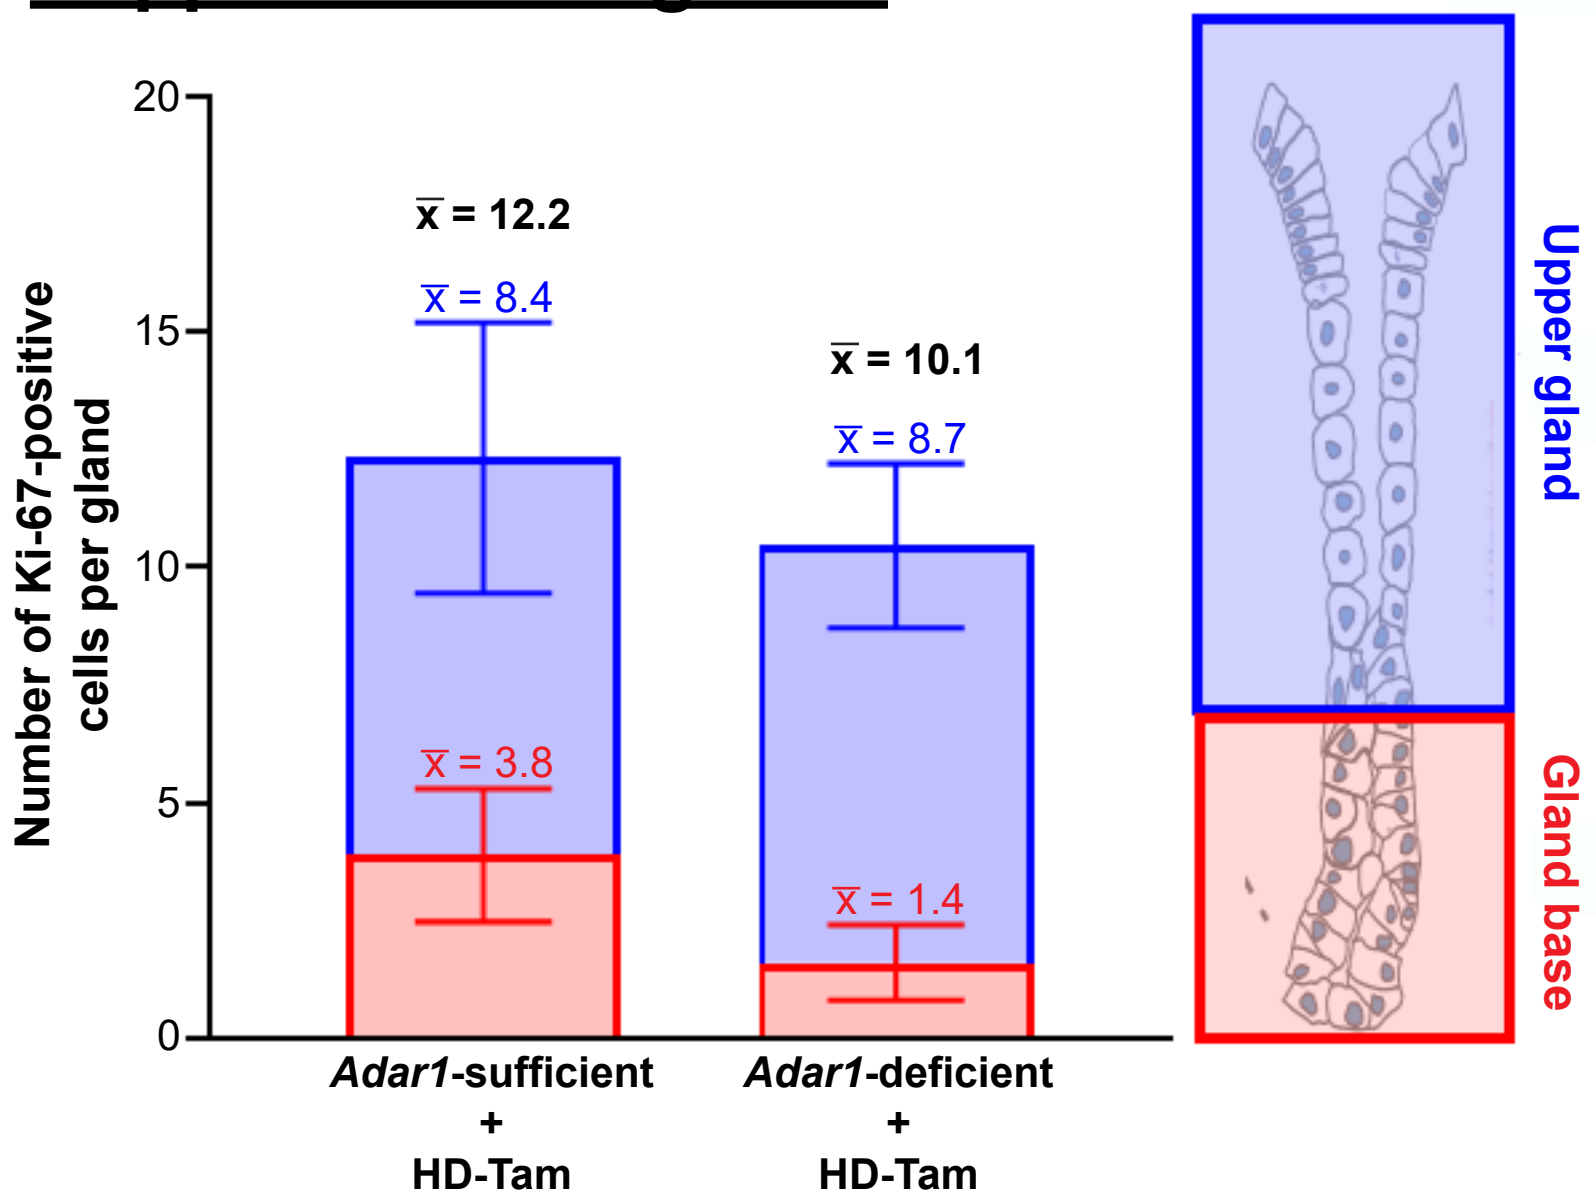 20
15
10
5
0
Number of Ki-67-positive
cells per gland
x̅ = 12.2
x̅ = 8.4
x̅ = 3.8
x̅ = 10.1
x̅ = 8.7
x̅ = 1.4
Adar1-sufficient
+
HD-Tam
Adar1-deficient
+
HD-Tam
Upper gland
Gland base